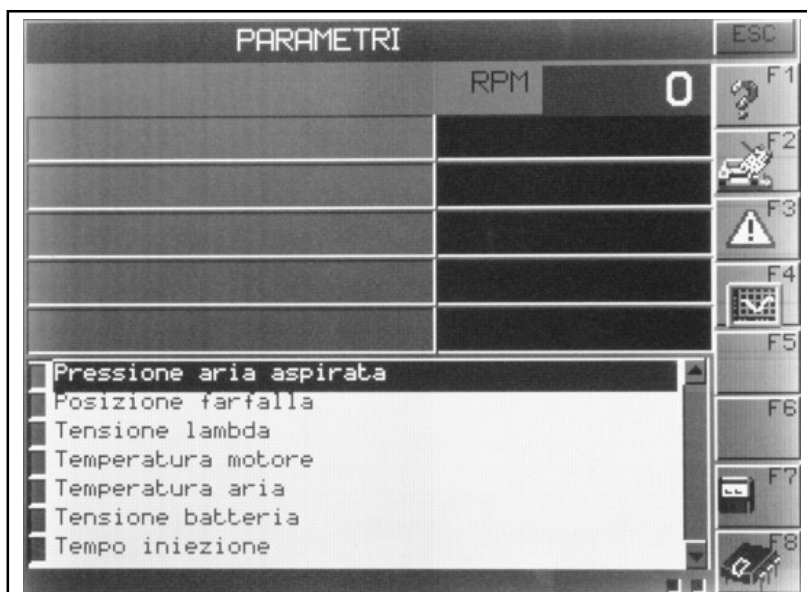 PARAMETRI
ESC
RPM 0
F1
F2
F3
F4
F5
F6
F7
F8
Pressione aria aspirata
Posizione farfalla
Tensione lambda
Temperatura motore
Temperatura aria
Tensione batteria
Tempo iniezione